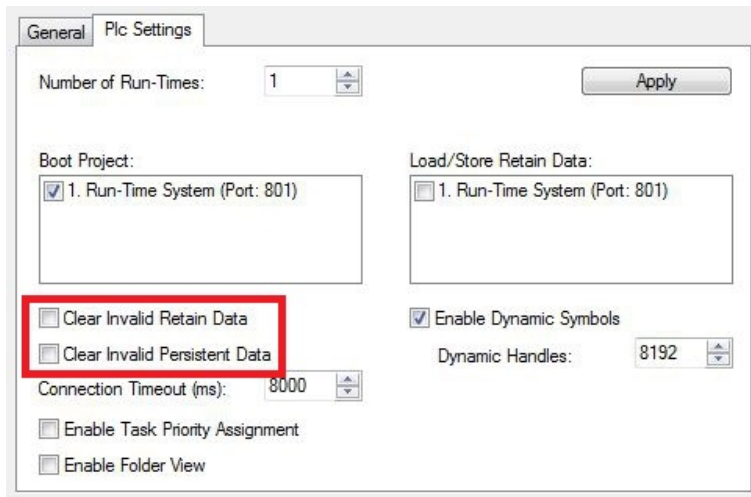 General Plc Settings
Number of Run-Times: 1 Apply
Boot Project: Load/Store Retain Data:
1. Run-Time System (Port: 801) 1. Run-Time System (Port: 801)
Clear Invalid Retain Data Enable Dynamic Symbols
Clear Invalid Persistent Data Dynamic Handles: 8192
Connection Timeout (ms): 8000
Enable Task Priority Assignment
Enable Folder View